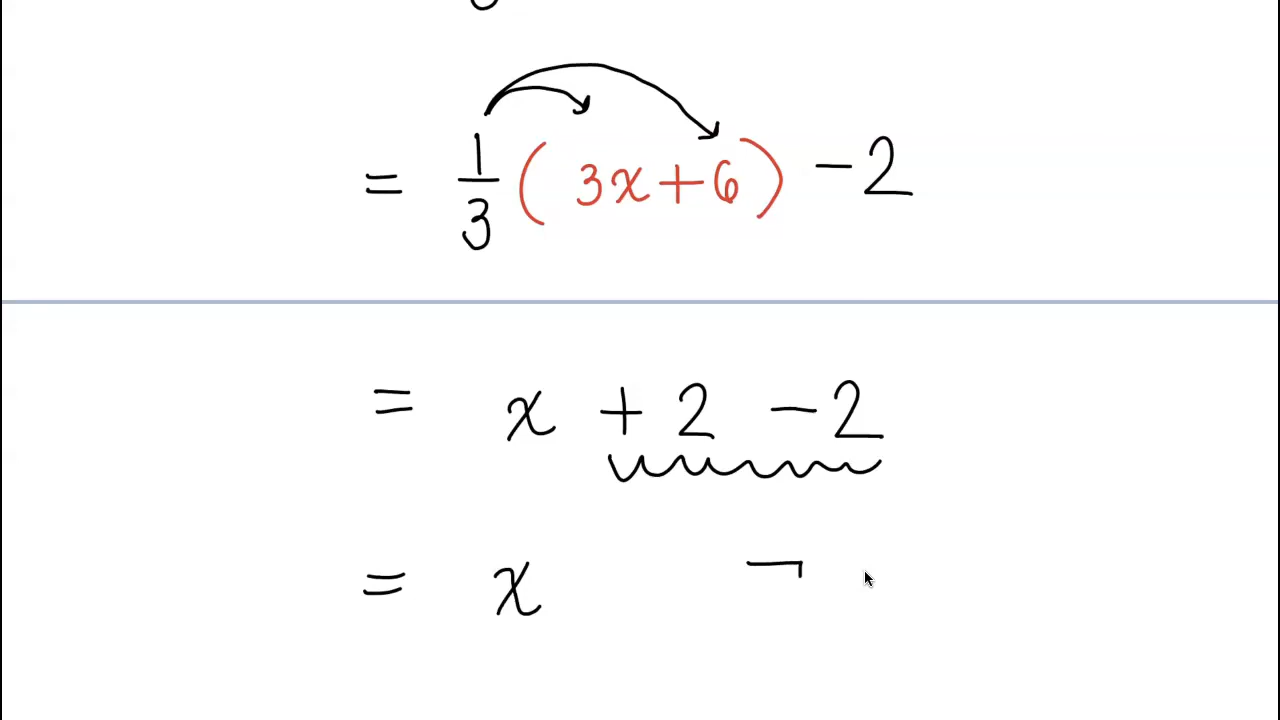 = 1/3 ( 3x+6 ) -2
= x + 2 - 2
= x